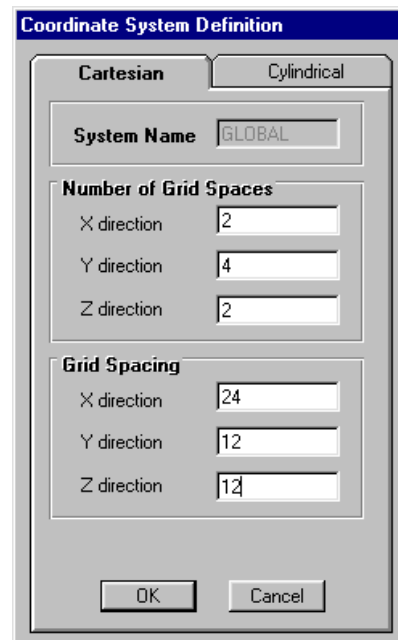 Coordinate System Definition
Cartesian Cylindrical
System Name GLOBAL
Number of Grid Spaces
X direction 2
Y direction 4
Z direction 2
Grid Spacing
X direction 24
Y direction 12
Z direction 12
OK Cancel